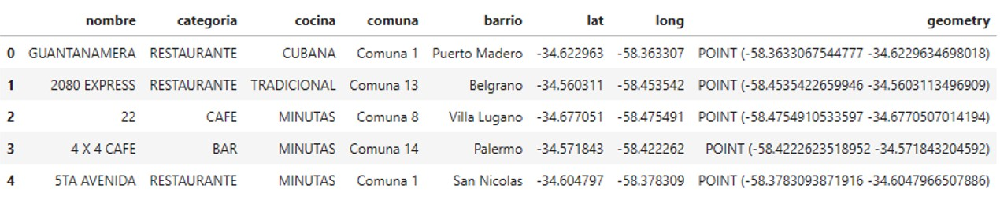 nombre categoria cocina comuna barrio lat long geometry
0 GUANTANAMERA RESTAURANTE CUBANA Comuna 1 Puerto Madero -34.622963 -58.363307 POINT (-58.3633067544777 -34.6229634698018)
1 2080 EXPRESS RESTAURANTE TRADICIONAL Comuna 13 Belgrano -34.560311 -58.453542 POINT (-58.4535422659946 -34.5603113496909)
2 22 CAFE MINUTAS Comuna 8 Villa Lugano -34.677051 -58.475491 POINT (-58.4754910533597 -34.6770507014194)
3 4 X 4 CAFE BAR MINUTAS Comuna 14 Palermo -34.571843 -58.422262 POINT (-58.4222623518952 -34.571843204592)
4 5TA AVENIDA RESTAURANTE MINUTAS Comuna 1 San Nicolas -34.604797 -58.378309 POINT (-58.3783093871916 -34.6047966507886)